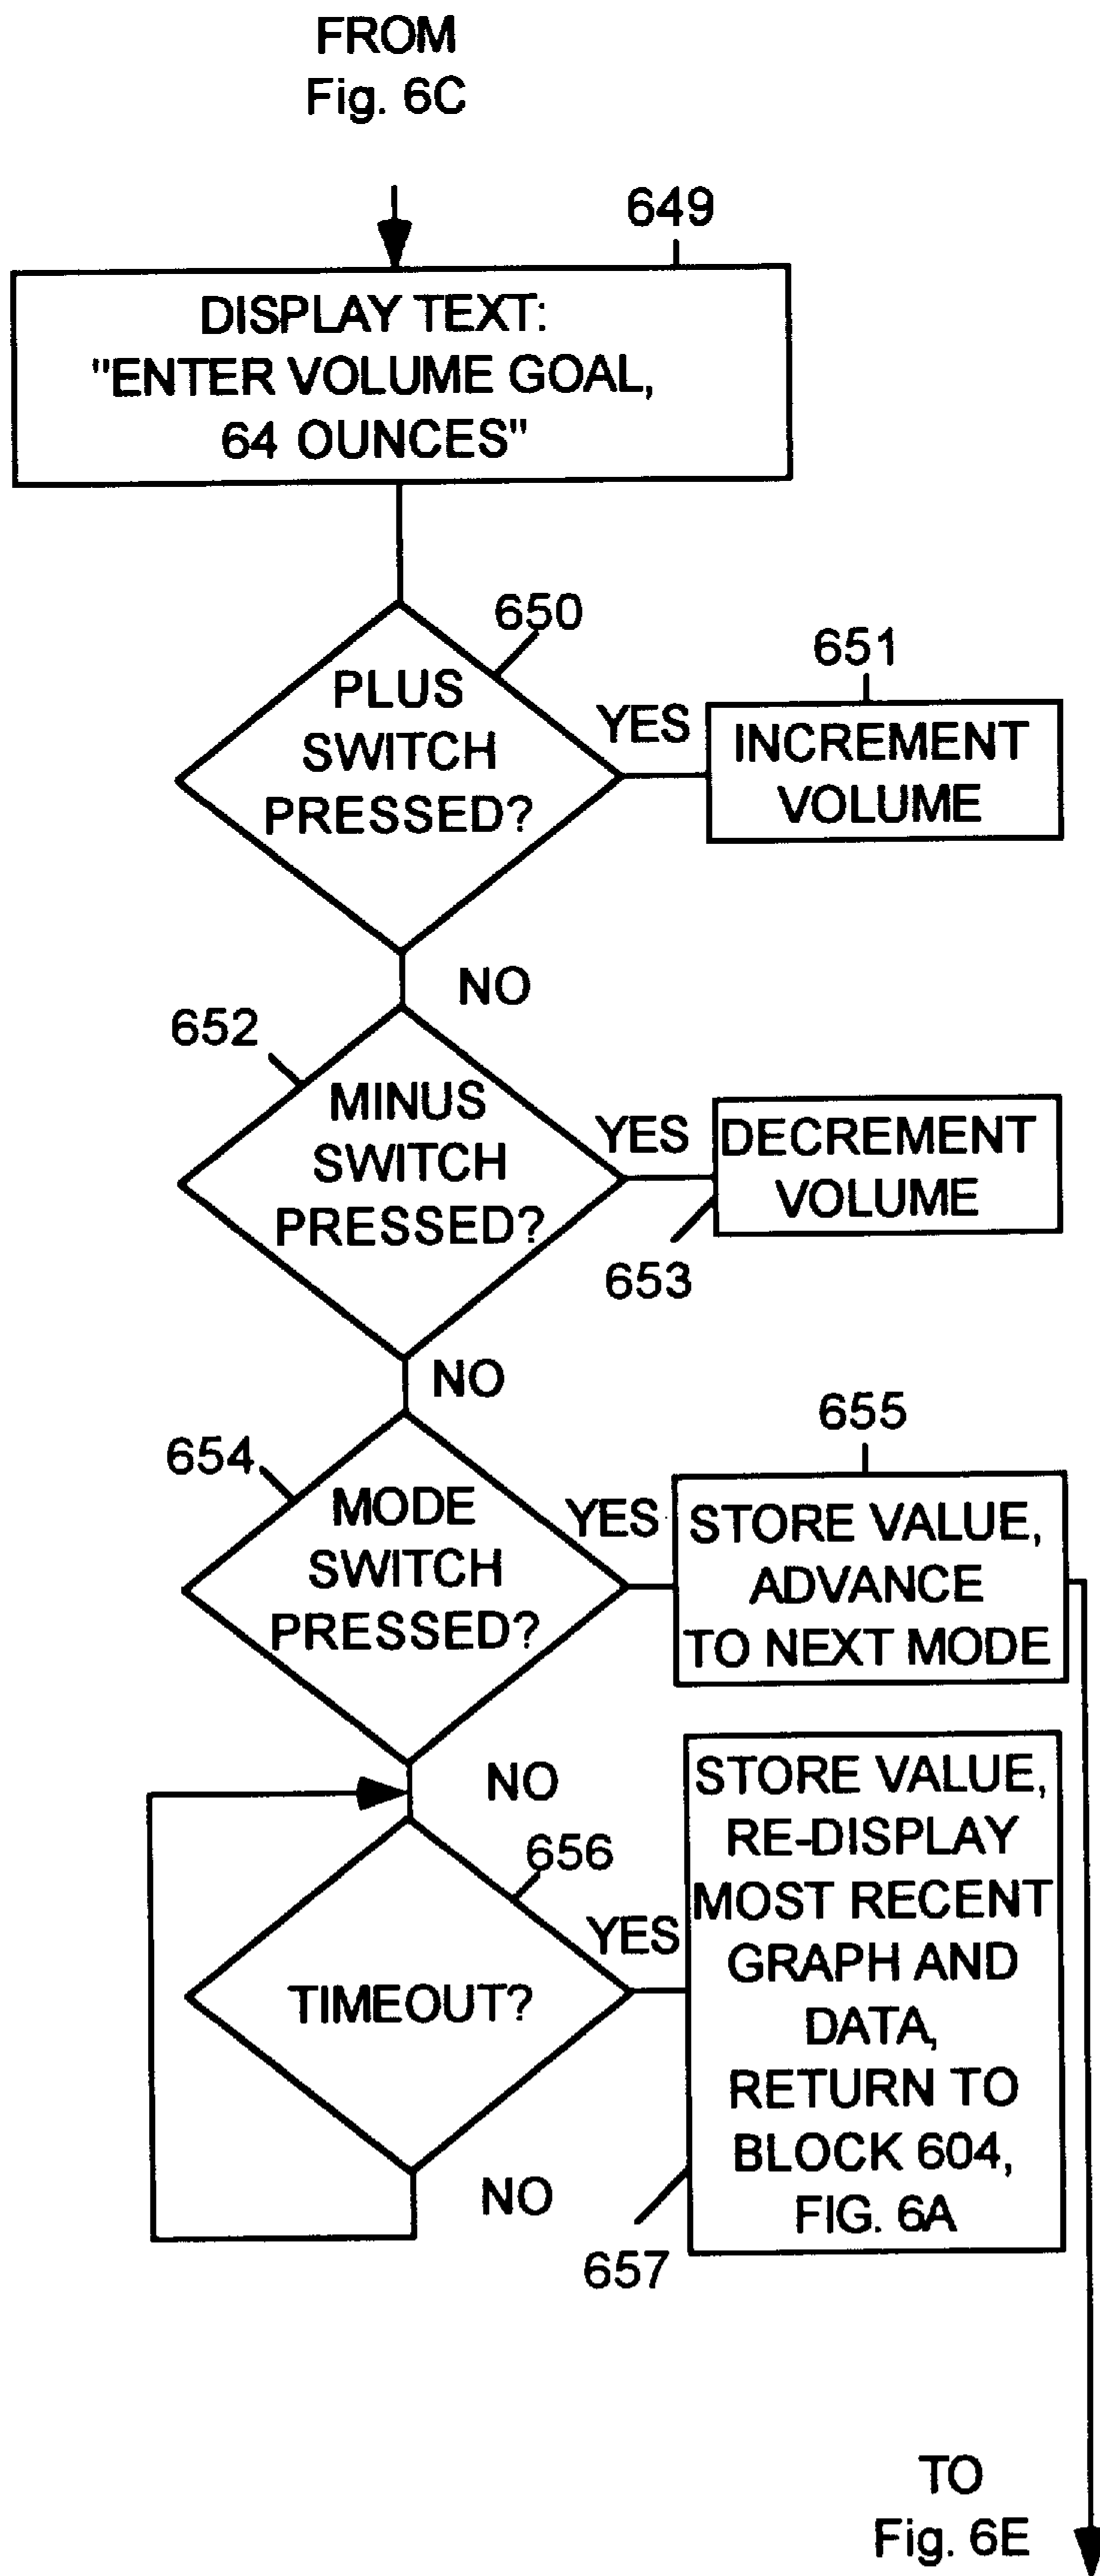 FROM
Fig. 6C
649
DISPLAY TEXT:
"ENTER VOLUME GOAL,
64 OUNCES"
650
PLUS
SWITCH
PRESSED?
YES
651
INCREMENT
VOLUME
NO
652
MINUS
SWITCH
PRESSED?
YES
DECREMENT
VOLUME
653
NO
654
MODE
SWITCH
PRESSED?
YES
655
STORE VALUE,
ADVANCE
TO NEXT MODE
NO
656
TIMEOUT?
YES
STORE VALUE,
RE-DISPLAY
MOST RECENT
GRAPH AND
DATA,
RETURN TO
BLOCK 604,
FIG. 6A
NO
657
TO
Fig. 6E